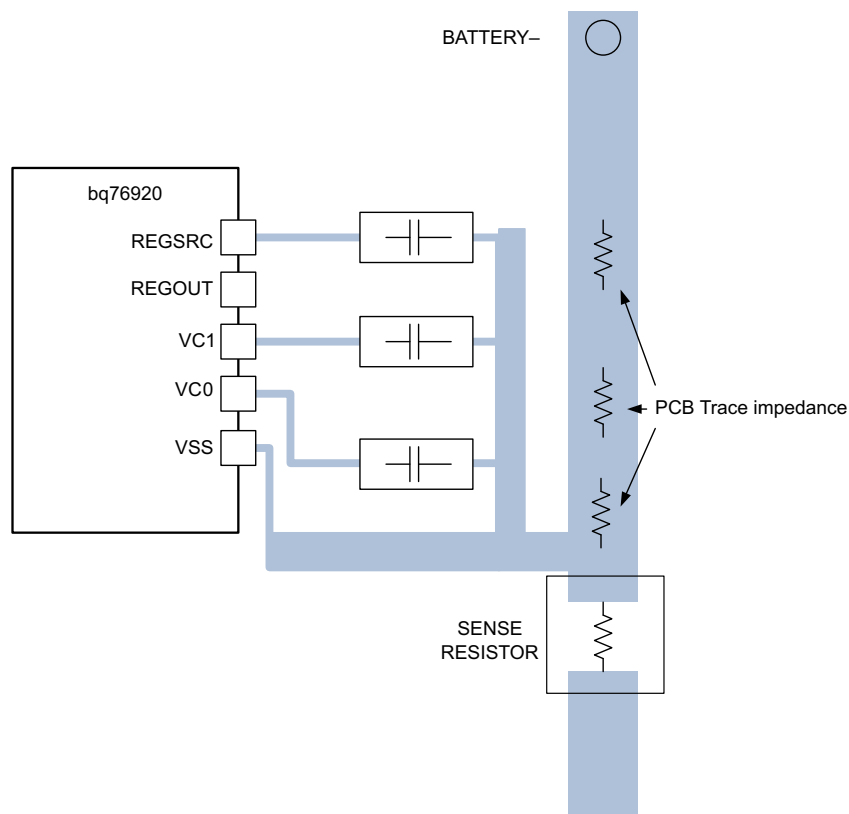 BATTERY–
bq76920
REGSRC
REGOUT
VC1
VC0
VSS
PCB Trace impedance
SENSE
RESISTOR